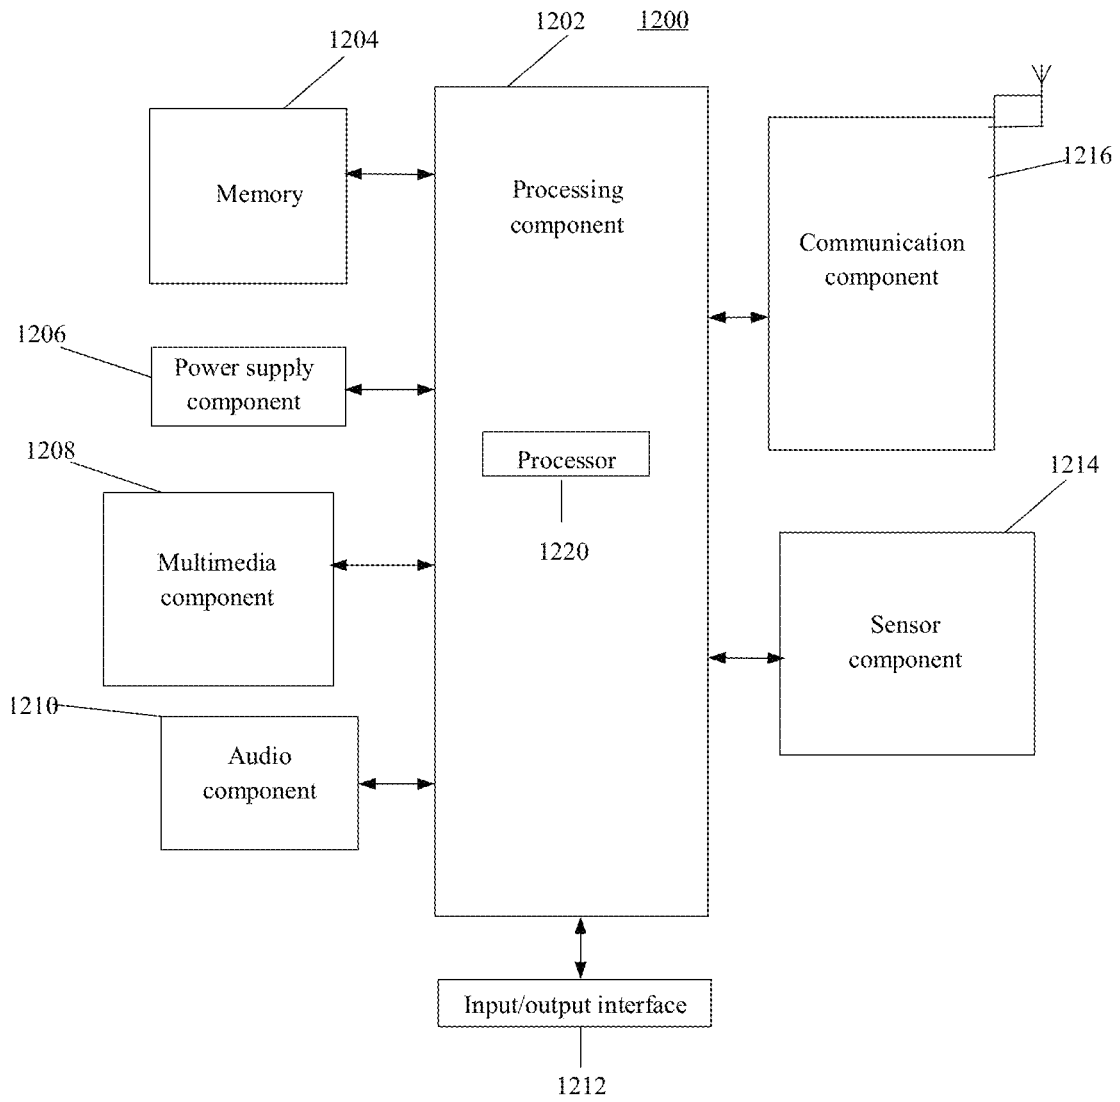 1202
1200
1204
Memory
Processing
component
1216
Communication
component
1206
Power supply
component
1208
Processor
1214
1220
Multimedia
component
Sensor
component
1210
Audio
component
Input/output interface
1212